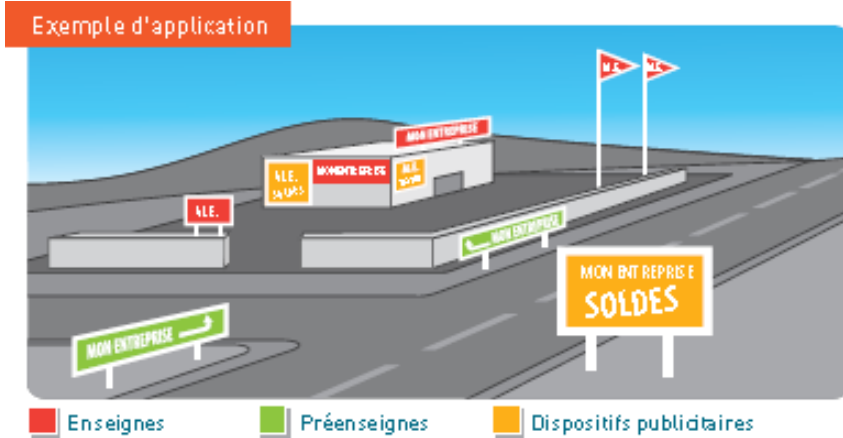 Exemple d'application
M.E.
M.E.
MON ENTREPRISE
SOLDES
MON ENTREPRISE
M.E.
MON ENTREPRISE
MON ENTREPRISE
SOLDES
MON ENTREPRISE
Enseignes
Préenseignes
Dispositifs publicitaires